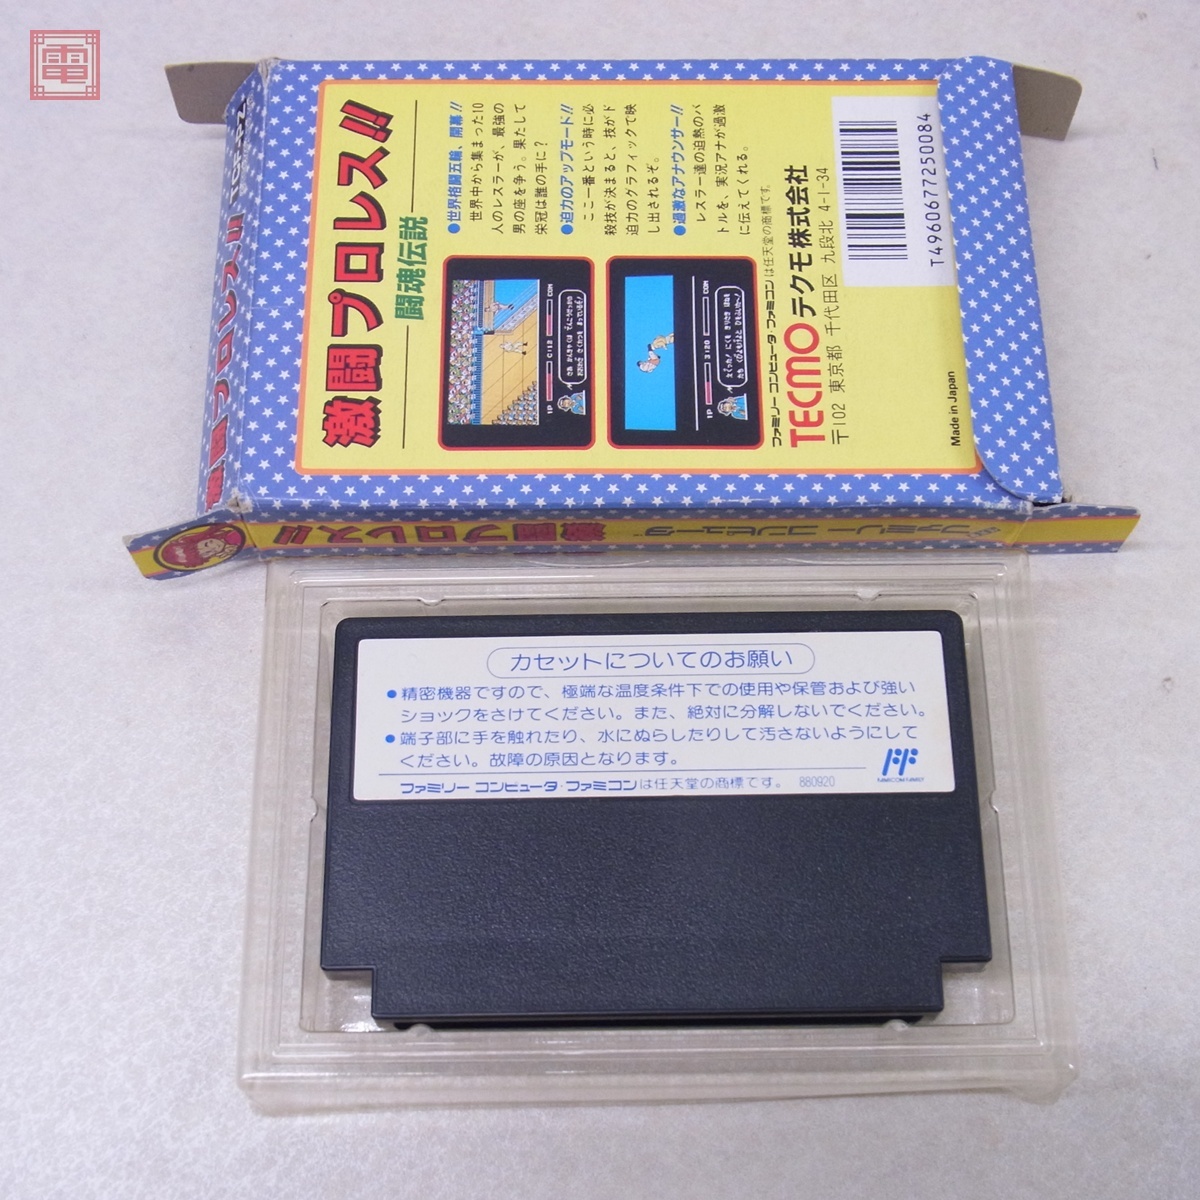 電
激闘プロレス!!
闘魂伝説
●世界格闘五輪、開幕!!
世界中から集まった10
人のレスラーが、最強の
男の座を争う。果たして
栄冠は誰の手に？
●迫力のアップモード!!
ここ一番という時に必
殺技が決まると、技がド
迫力のグラフィックで映
し出されるぞ。
●過激なアナウンサー!!
レスラー達の迫熱のバ
トルを、実況アナが過激
に伝えてくれる。
1P
COM
1P
3:20
COM
ファミリーコンピュータ・ファミコンは任天堂の商標です。
TECMO テクモ株式会社
〒102 東京都 千代田区 九段北 4-1-34
T4960677250084
Made in Japan
激闘プロレス!!
激闘プロレス!!
ファミリーコンピュータ
カセットについてのお願い
●精密機器ですので、極端な温度条件下での使用や保管および強い
ショックをさけてください。また、絶対に分解しないでください。
●端子部に手を触れたり、水にぬらしたりして汚さないようにして
ください。故障の原因となります。
FAMICOM FAMILY
ファミリーコンピュータ・ファミコンは任天堂の商標です。 880920